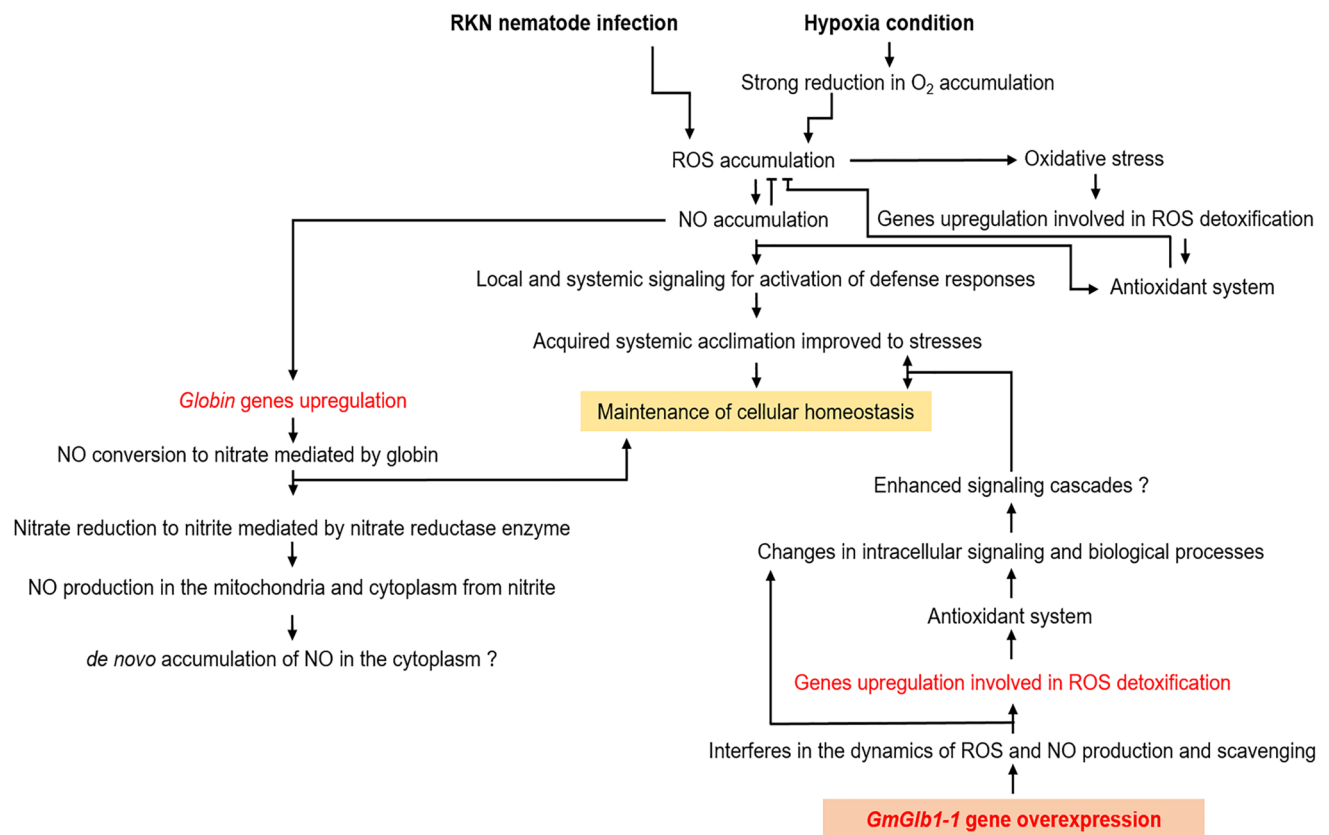 RKN nematode infection
Hypoxia condition
Strong reduction in O₂ accumulation
ROS accumulation
Oxidative stress
NO accumulation
Genes upregulation involved in ROS detoxification
Local and systemic signaling for activation of defense responses
Antioxidant system
Acquired systemic acclimation improved to stresses
Globin genes upregulation
Maintenance of cellular homeostasis
NO conversion to nitrate mediated by globin
Enhanced signaling cascades ?
Nitrate reduction to nitrite mediated by nitrate reductase enzyme
Changes in intracellular signaling and biological processes
NO production in the mitochondria and cytoplasm from nitrite
Antioxidant system
de novo accumulation of NO in the cytoplasm ?
Genes upregulation involved in ROS detoxification
Interferes in the dynamics of ROS and NO production and scavenging
GmGlb1-1 gene overexpression